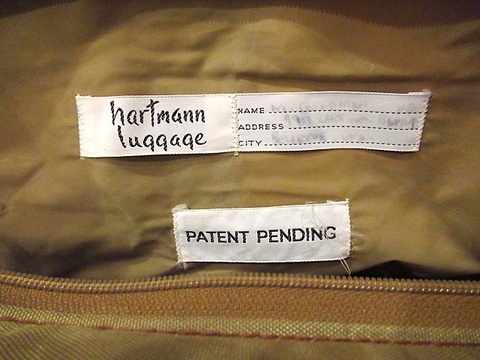 hartmann
luggage
NAME
ADDRESS
CITY
PATENT PENDING